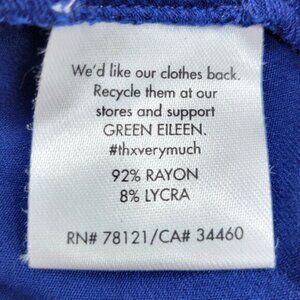 We'd like our clothes back.
Recycle them at our
stores and support
GREEN EILEEN.
#thxverymuch
92% RAYON
8% LYCRA
RN# 78121/CA# 34460